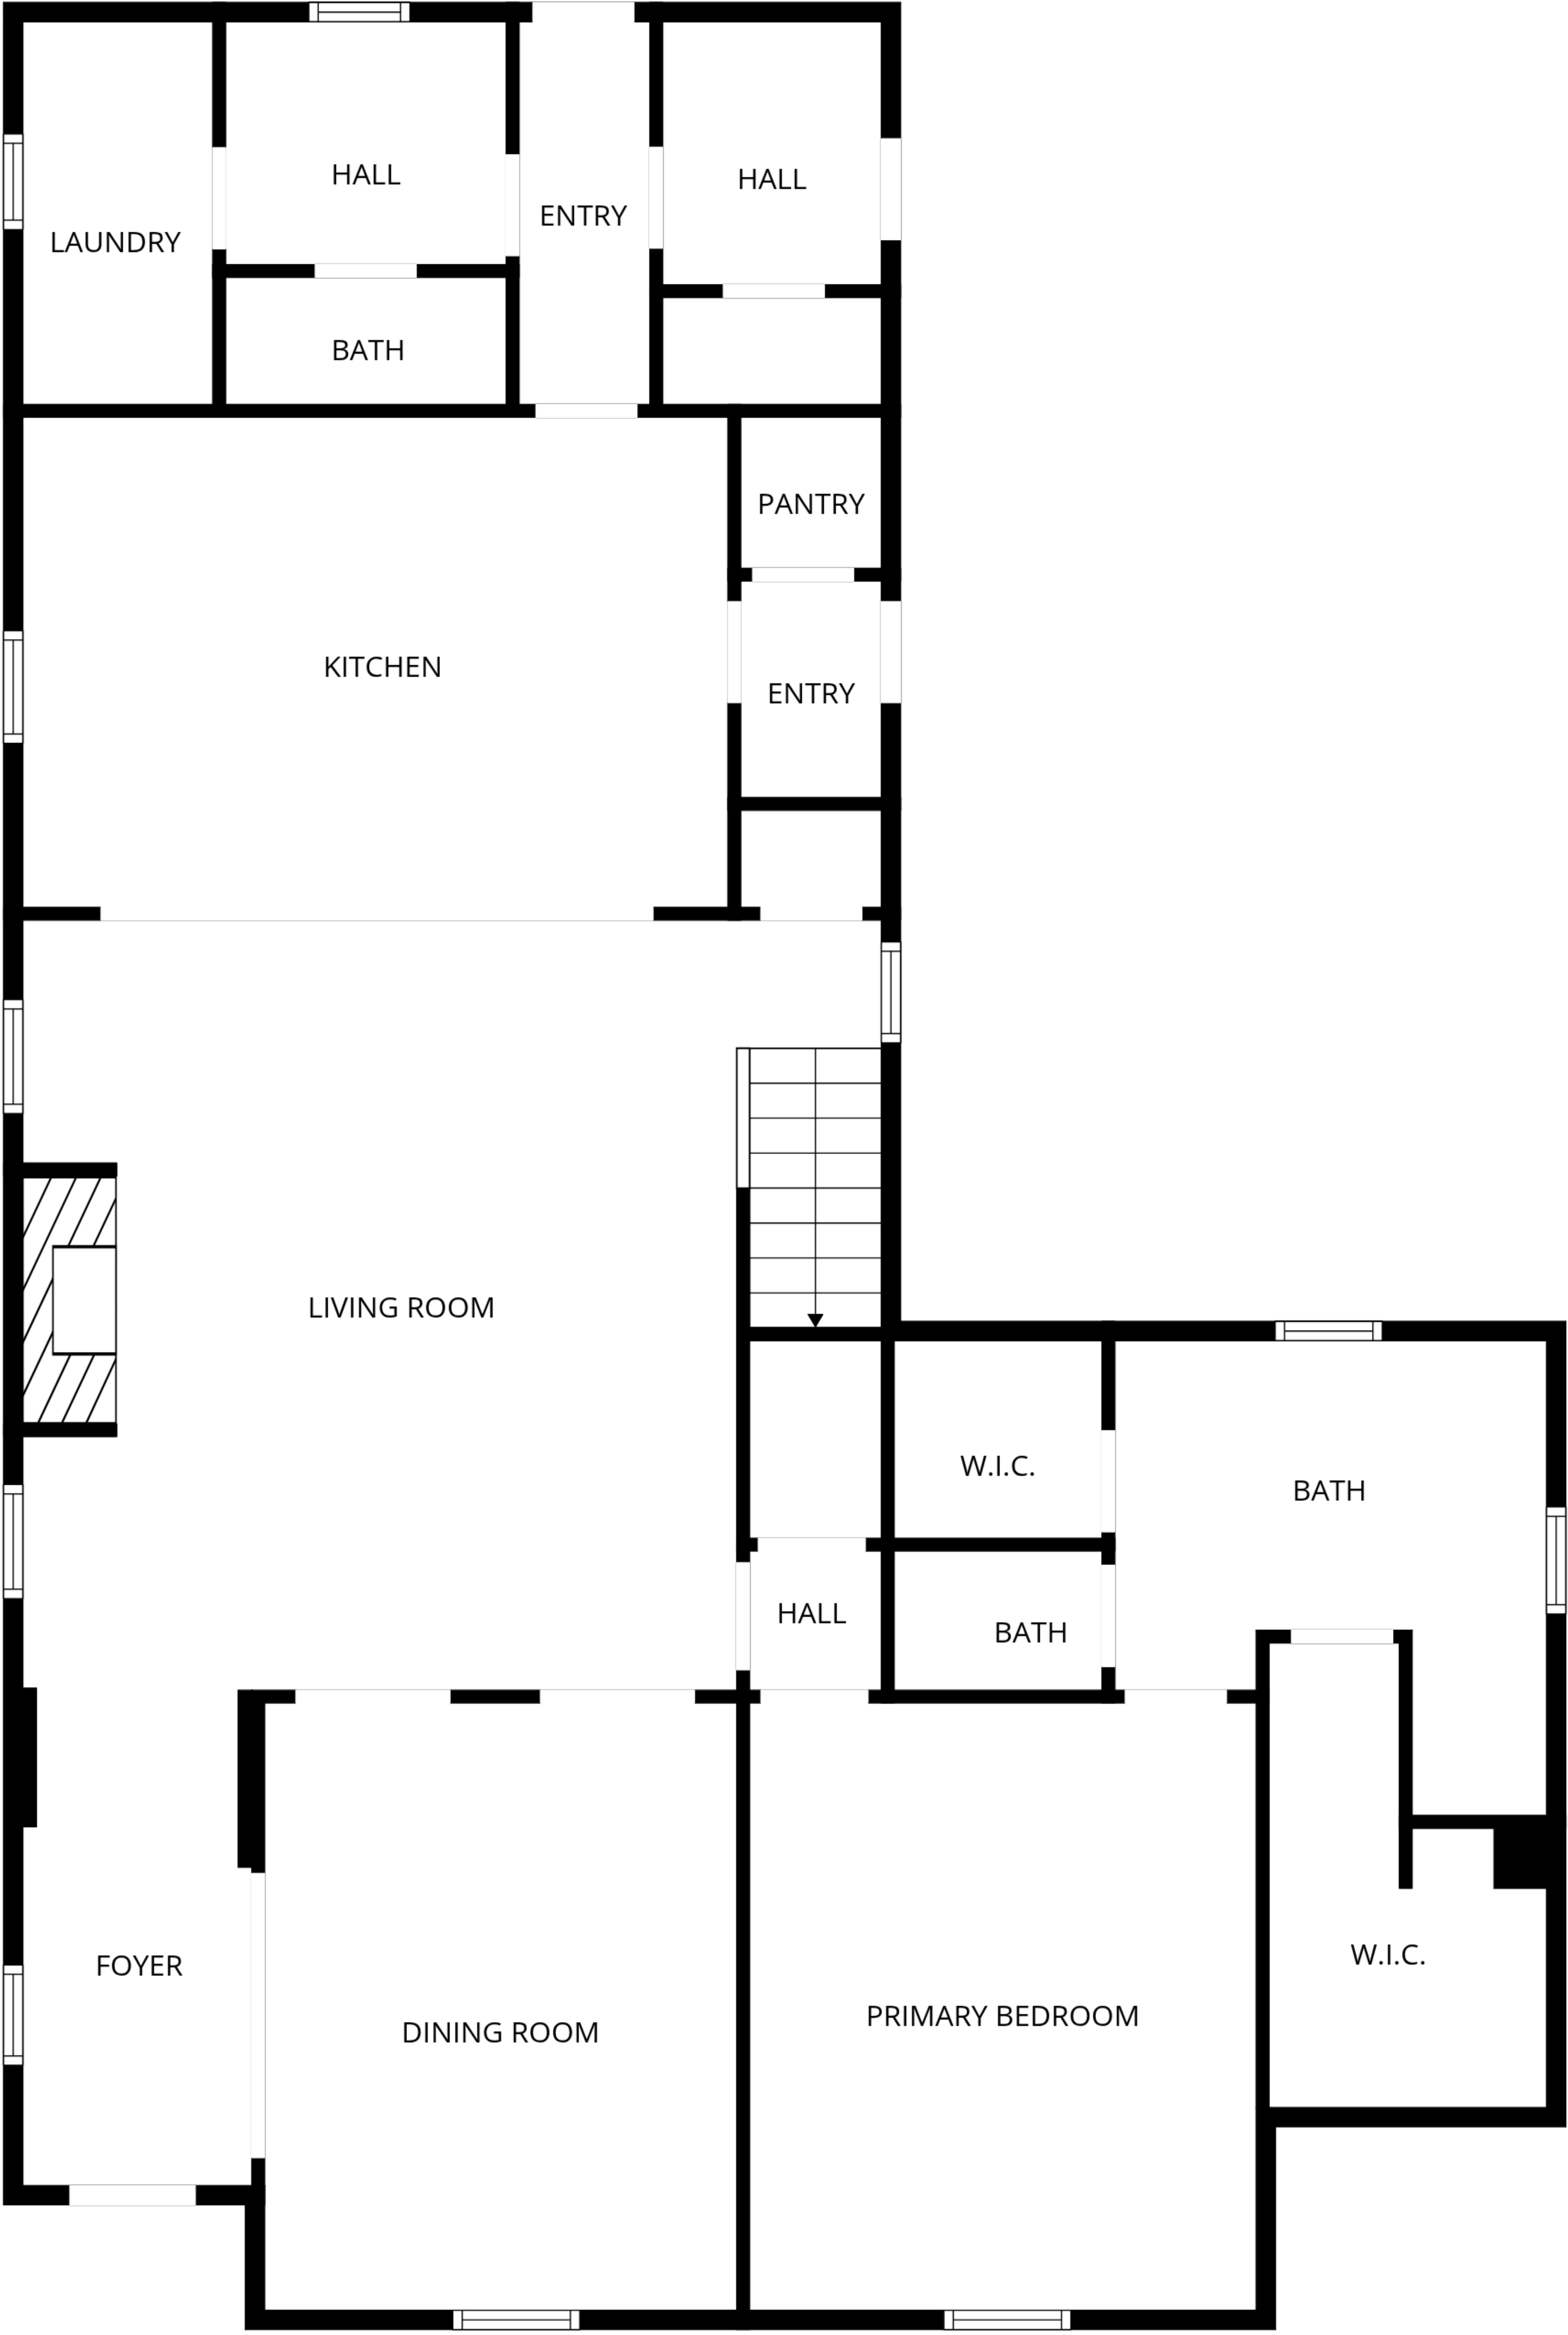 HALL
HALL
ENTRY
LAUNDRY
BATH
PANTRY
KITCHEN
ENTRY
LIVING ROOM
W.I.C.
BATH
HALL
BATH
W.I.C.
FOYER
PRIMARY BEDROOM
DINING ROOM